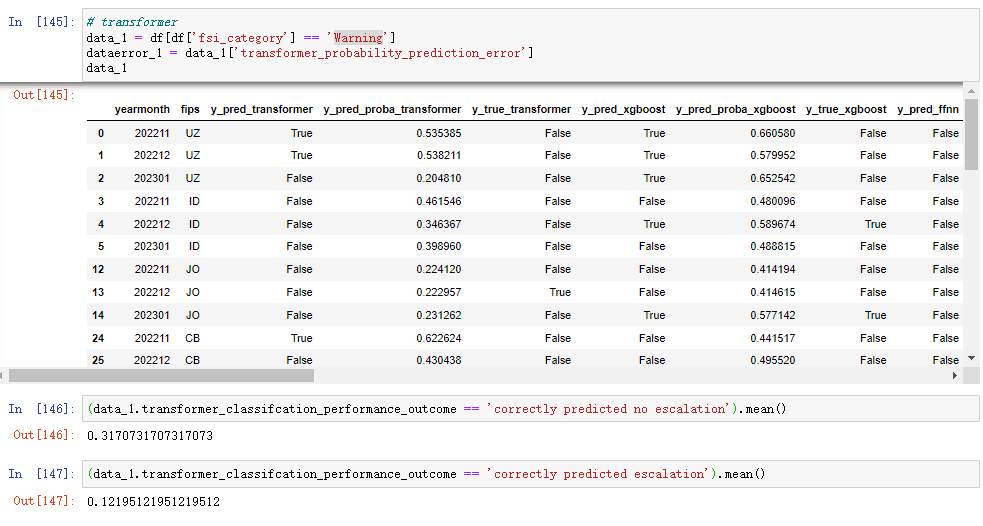 In [145]:
# transformer
data_1 = df[df['fsi_category'] == 'Warning']
dataerror_1 = data_1['transformer_probability_prediction_error']
data_1
Out[145]:
yearmonth fips y_pred_transformer y_pred_proba_transformer y_true_transformer y_pred_xgboost y_pred_proba_xgboost y_true_xgboost y_pred_ffnn
0 202211 UZ True 0.535385 False True 0.660580 False False
1 202212 UZ True 0.538211 False True 0.579952 False False
2 202301 UZ False 0.204810 False True 0.652542 False False
3 202211 ID False 0.461546 False False 0.480096 False False
4 202212 ID False 0.346367 False True 0.589674 True False
5 202301 ID False 0.398960 False False 0.488815 False False
12 202211 JO False 0.224120 False False 0.414194 False False
13 202212 JO False 0.222957 True False 0.414615 False False
14 202301 JO False 0.231262 False True 0.577142 True False
24 202211 CB True 0.622624 False False 0.441517 False False
25 202212 CB False 0.430438 False False 0.495520 False False
In [146]: (data_1.transformer_classifcation_performance_outcome == 'correctly predicted no escalation').mean()
Out[146]: 0.3170731707317073
In [147]: (data_1.transformer_classifcation_performance_outcome == 'correctly predicted escalation').mean()
Out[147]: 0.12195121951219512